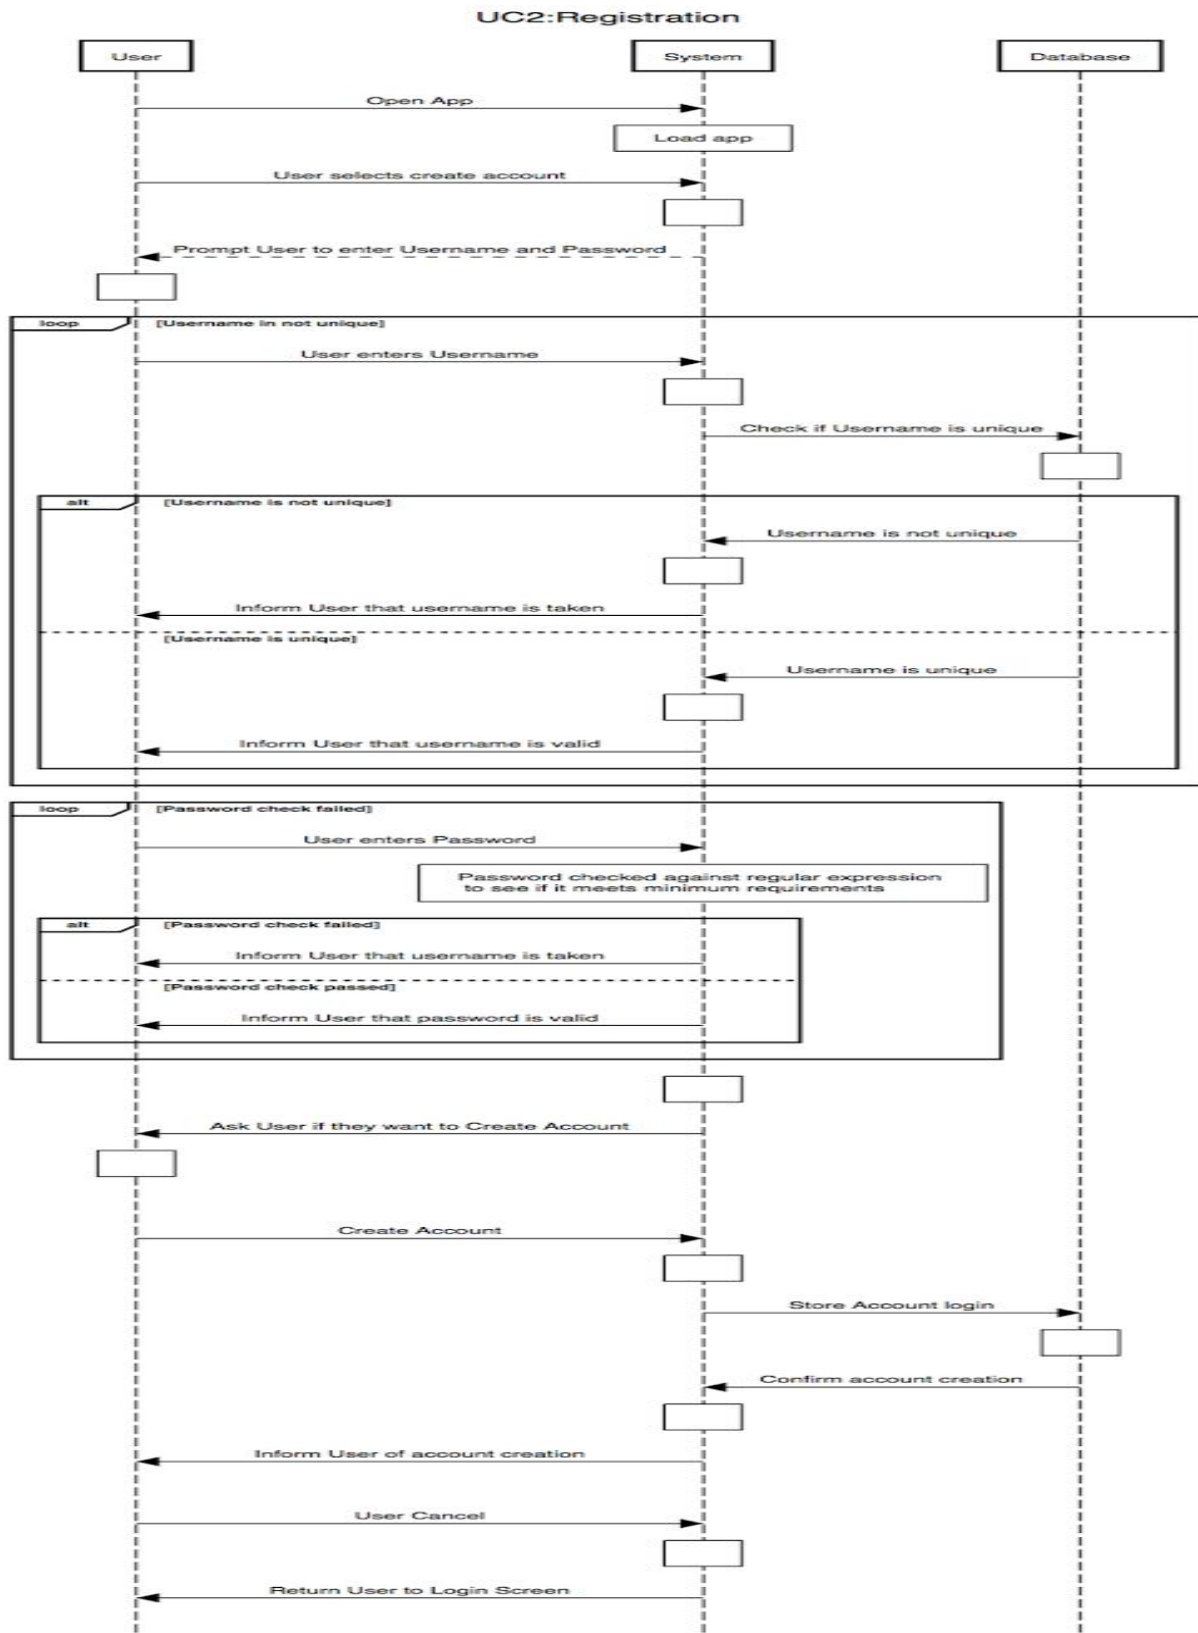 UC2:Registration
User
System
Database
Open App
Load app
User selects create account
Prompt User to enter Username and Password
loop
[Username in not unique]
User enters Username
Check if Username is unique
alt
[Username is not unique]
Username is not unique
Inform User that username is taken
[Username is unique]
Username is unique
Inform User that username is valid
loop
[Password check failed]
User enters Password
Password checked against regular expression
to see if it meets minimum requirements
alt
[Password check failed]
Inform User that username is taken
[Password check passed]
Inform User that password is valid
Ask User if they want to Create Account
Create Account
Store Account login
Confirm account creation
Inform User of account creation
User Cancel
Return User to Login Screen